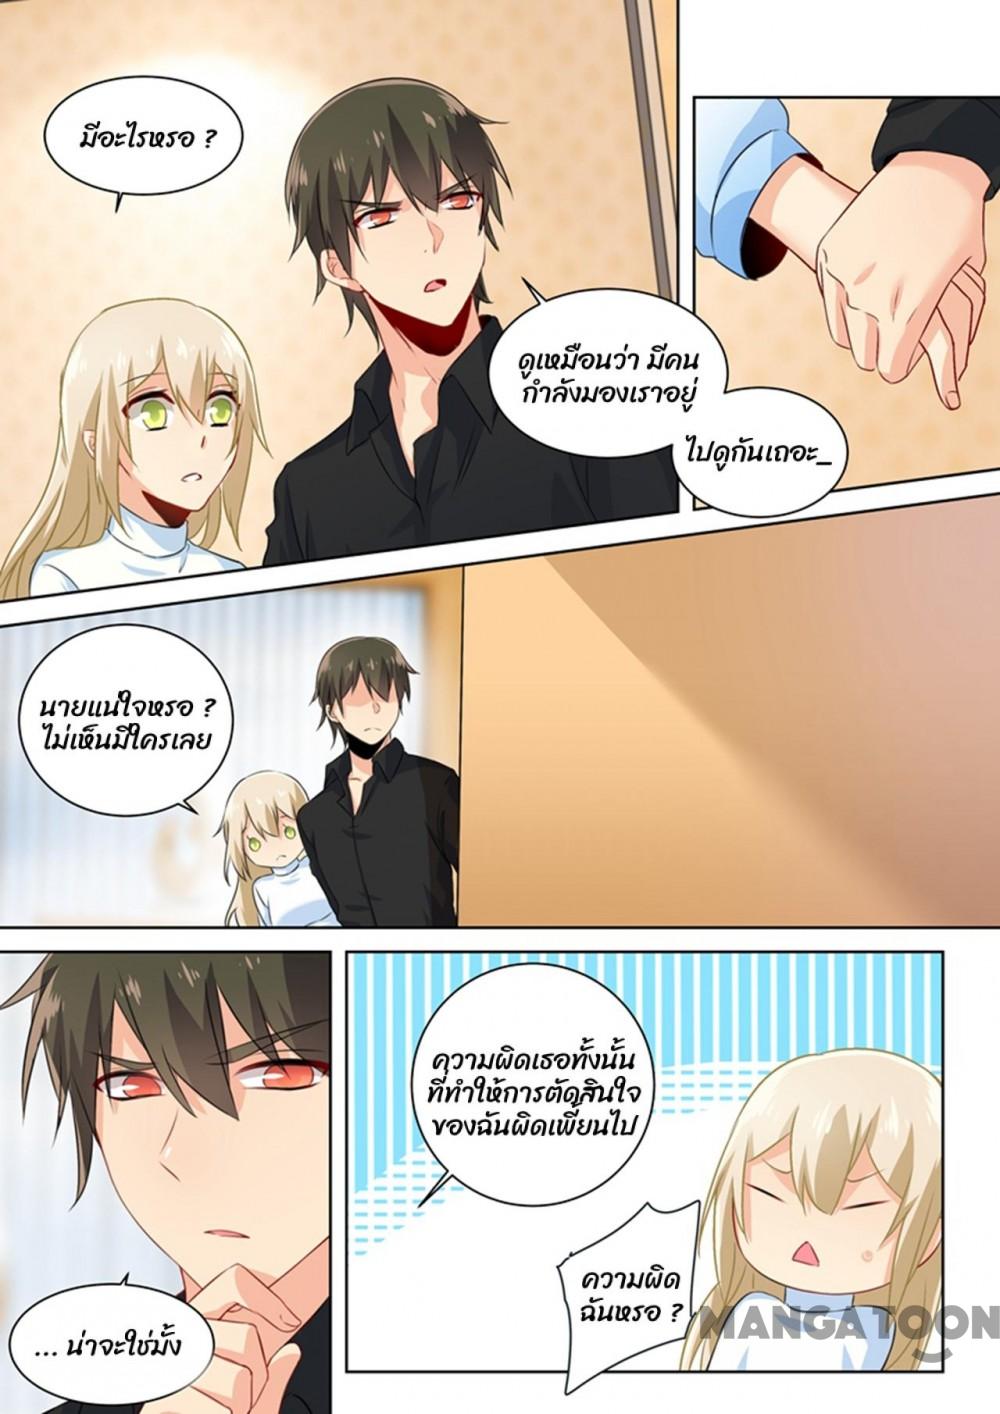 มีอะไรหรอ ?
ดูเหมือนว่า มีคน
กำลังมองเราอยู่
ไปดูกันเถอะ_
นายแน่ใจหรอ ?
ไม่เห็นมีใครเลย
ความผิดเธอทั้งนั้น
ที่ทำให้การตัดสินใจ
ของฉันผิดเพี้ยนไป
ความผิด
ฉันหรอ ?
... น่าจะใช่มั้ง
MANGATOON